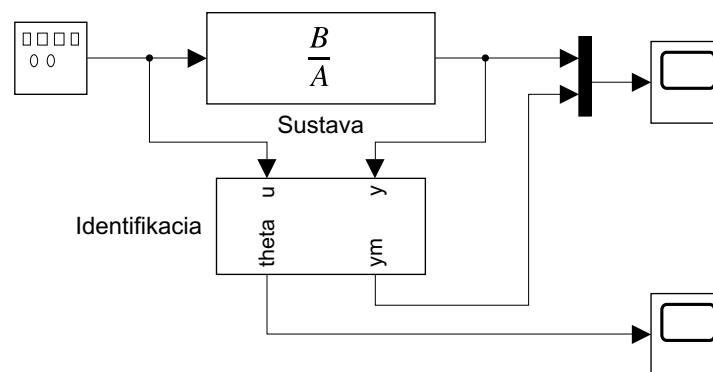 B
A
Sustava
u
y
Identifikacia
theta
ym